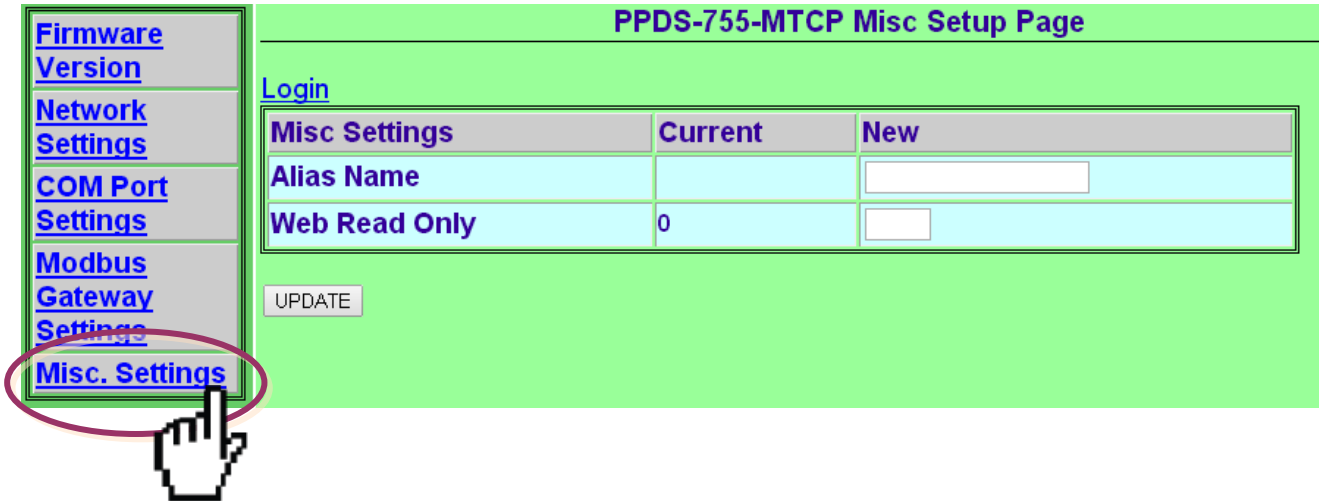 Firmware
Version
Network
Settings
COM Port
Settings
Modbus
Gateway
Settings
Misc. Settings
PPDS-755-MTCP Misc Setup Page
Login
Misc Settings Current New
Alias Name
Web Read Only 0
UPDATE